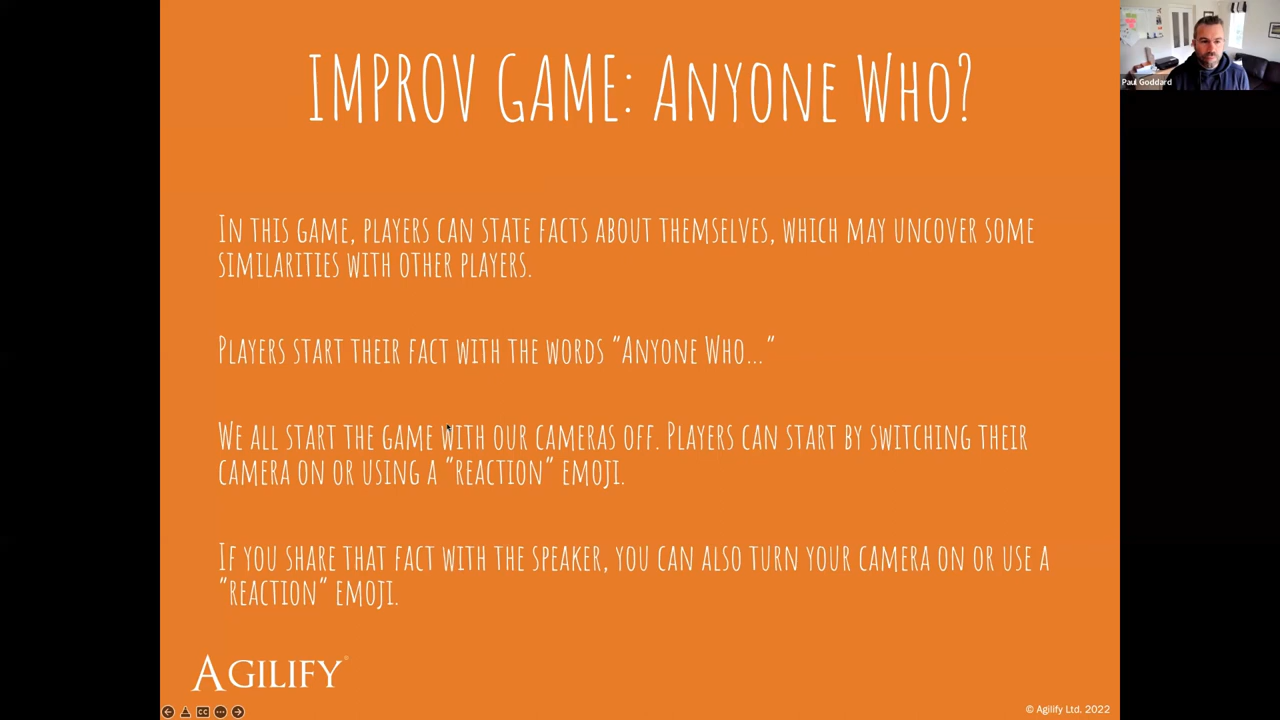 IMPROV GAME: ANYONE WHO?
Paul Goddard
IN THIS GAME, PLAYERS CAN STATE FACTS ABOUT THEMSELVES, WHICH MAY UNCOVER SOME
SIMILARITIES WITH OTHER PLAYERS.
PLAYERS START THEIR FACT WITH THE WORDS "ANYONE WHO..."
WE ALL START THE GAME WITH OUR CAMERAS OFF. PLAYERS CAN START BY SWITCHING THEIR
CAMERA ON OR USING A "REACTION" EMOJI.
IF YOU SHARE THAT FACT WITH THE SPEAKER, YOU CAN ALSO TURN YOUR CAMERA ON OR USE A
"REACTION" EMOJI.
AGILIFY®
CC
© Agilify Ltd. 2022